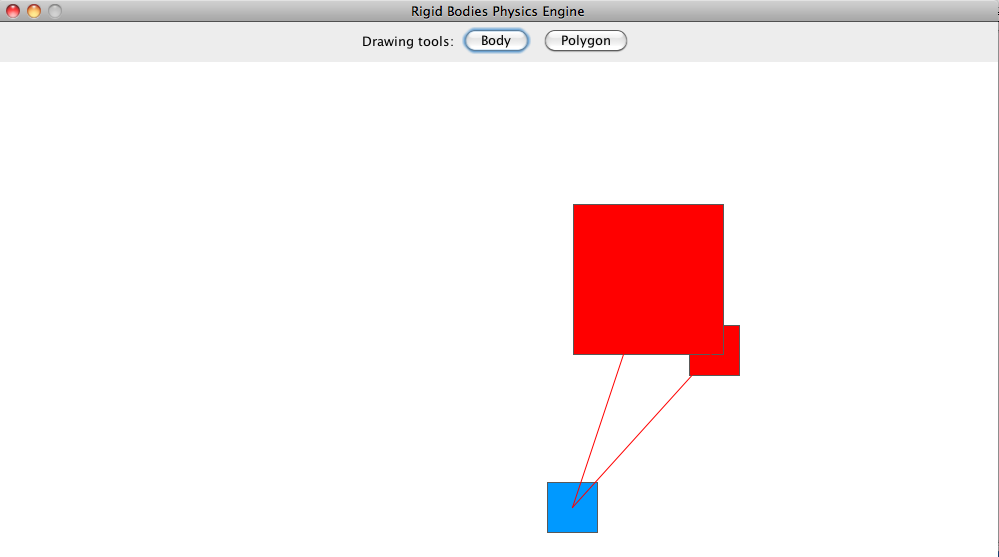 Rigid Bodies Physics Engine
Drawing tools: Body Polygon